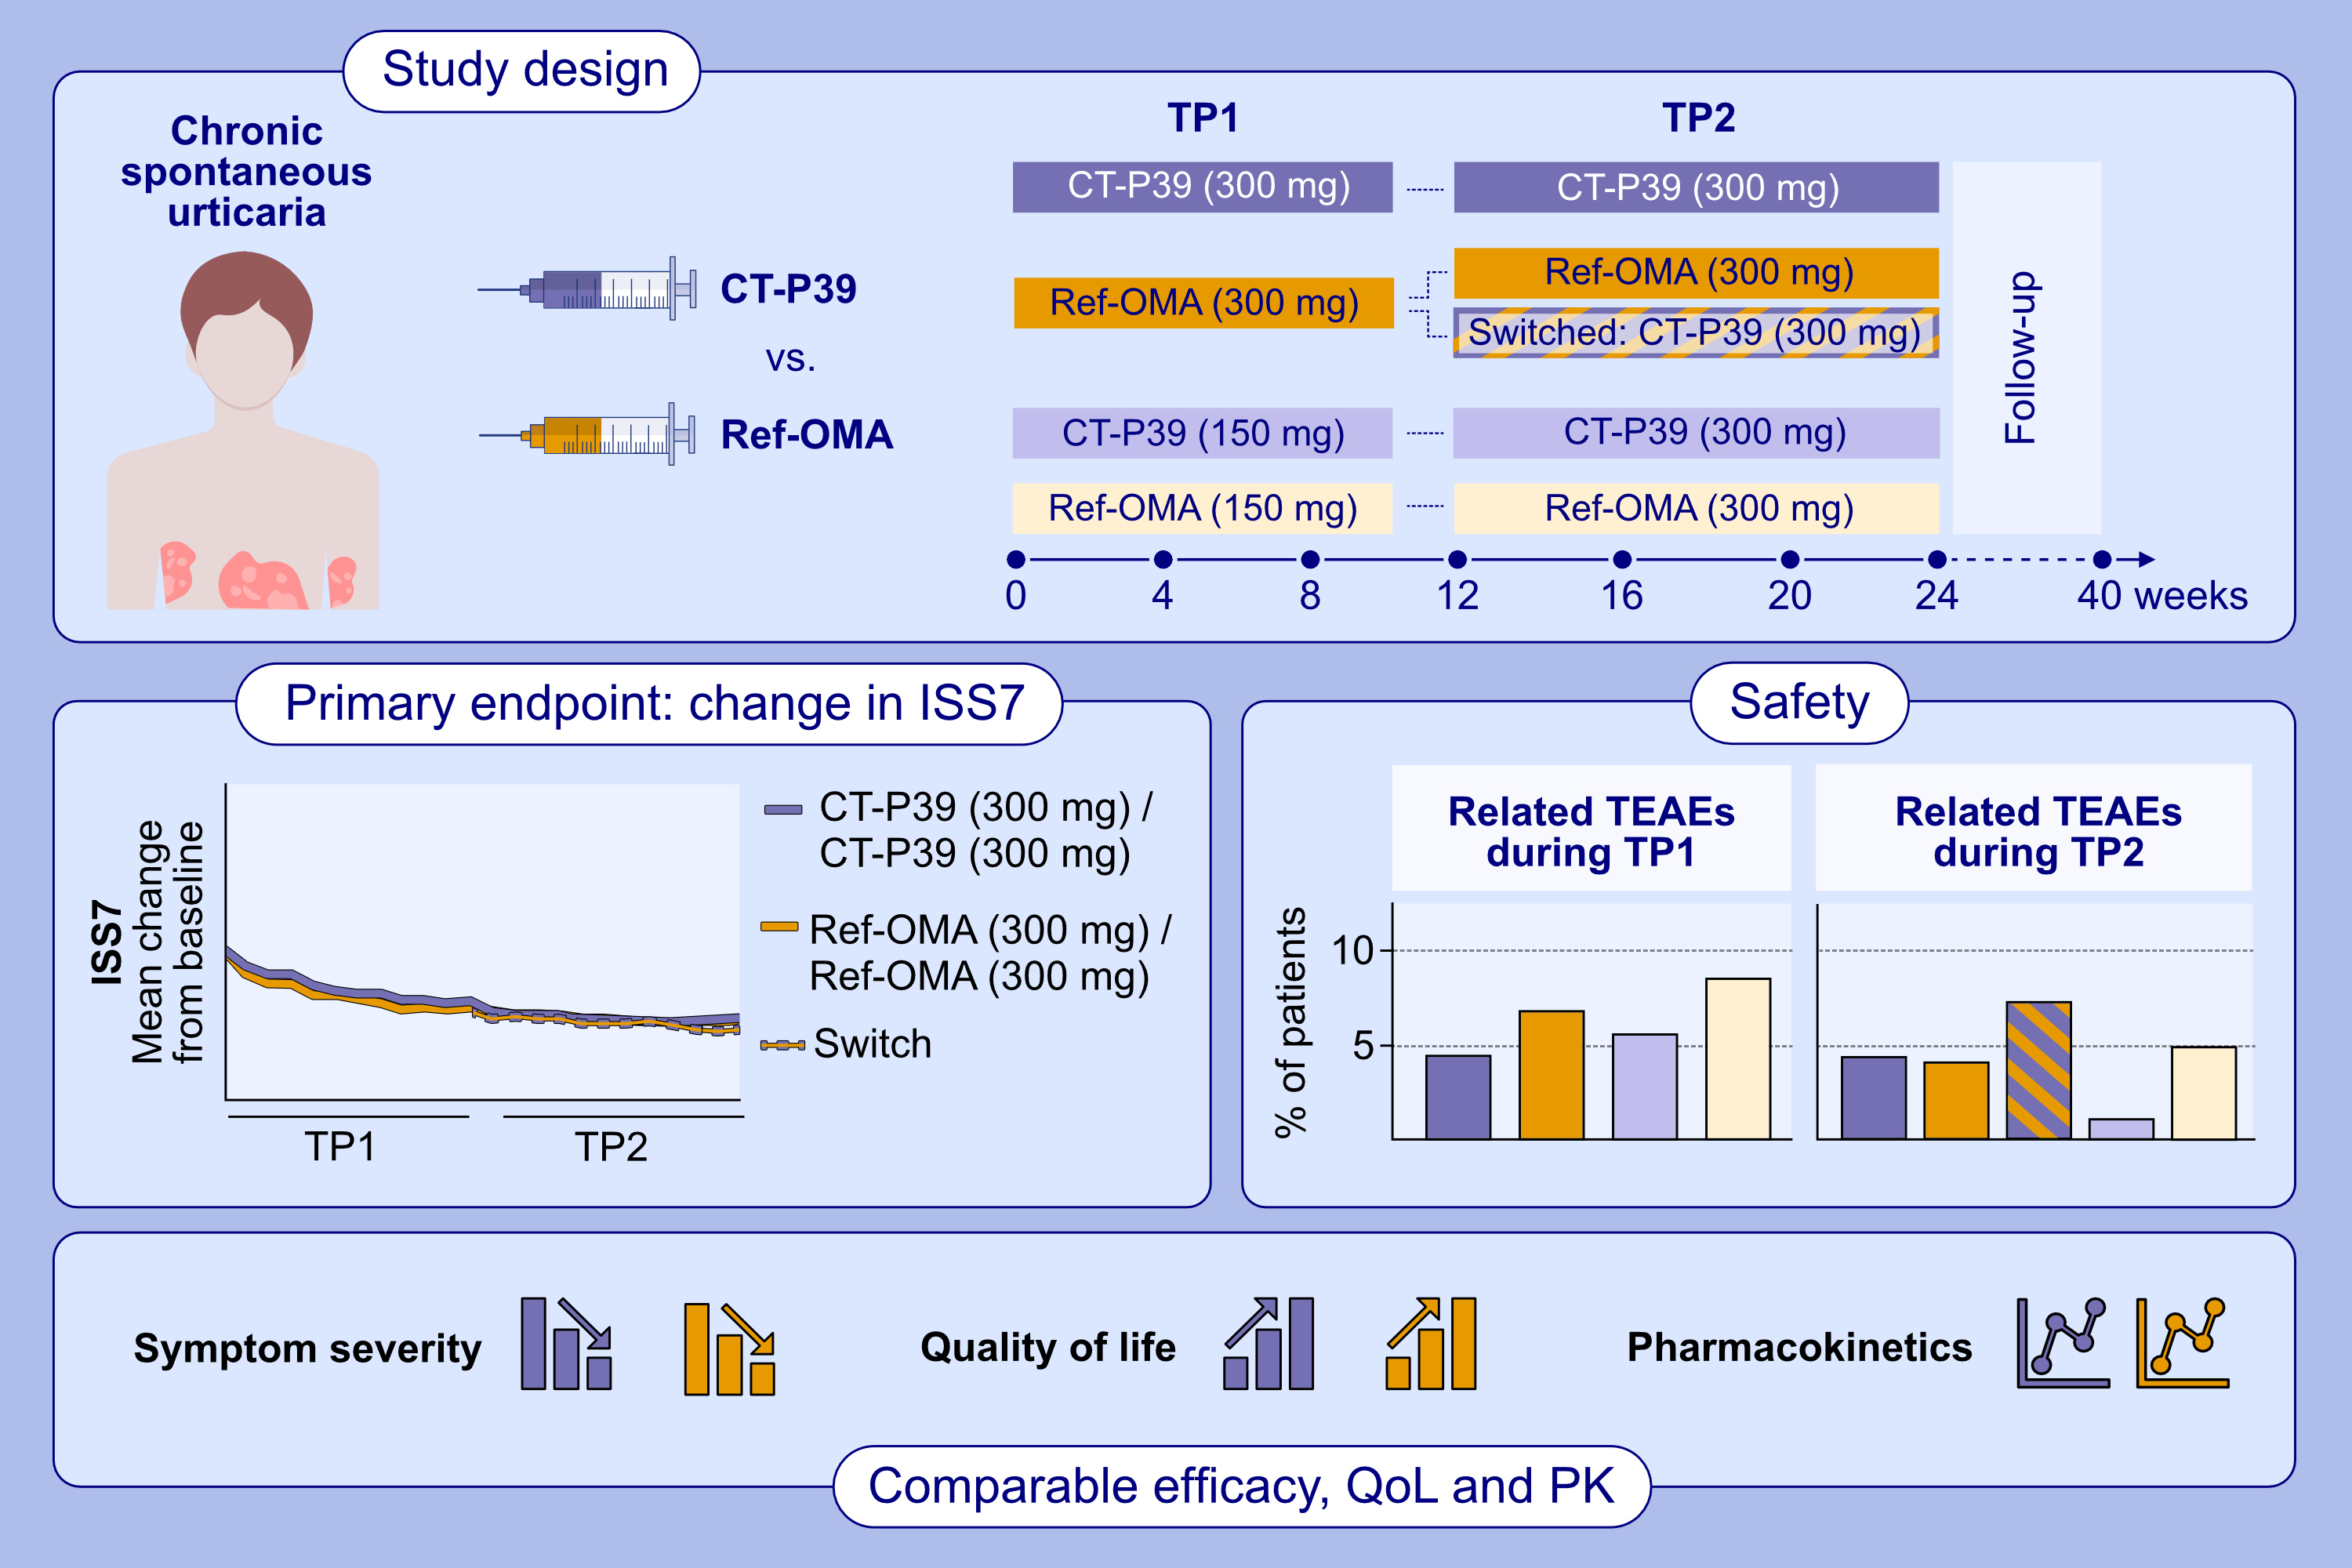 Study design
Chronic
spontaneous
urticaria
CT-P39
vs.
Ref-OMA
TP1
TP2
CT-P39 (300 mg)
CT-P39 (300 mg)
Ref-OMA (300 mg)
Ref-OMA (300 mg)
Switched: CT-P39 (300 mg)
CT-P39 (150 mg)
CT-P39 (300 mg)
Ref-OMA (150 mg)
Ref-OMA (300 mg)
Follow-up
0 4 8 12 16 20 24 40 weeks
Primary endpoint: change in ISS7
ISS7
Mean change
from baseline
TP1
TP2
CT-P39 (300 mg) /
CT-P39 (300 mg)
Ref-OMA (300 mg) /
Ref-OMA (300 mg)
Switch
Safety
Related TEAEs
during TP1
Related TEAEs
during TP2
% of patients
10
5
Symptom severity
Quality of life
Pharmacokinetics
Comparable efficacy, QoL and PK